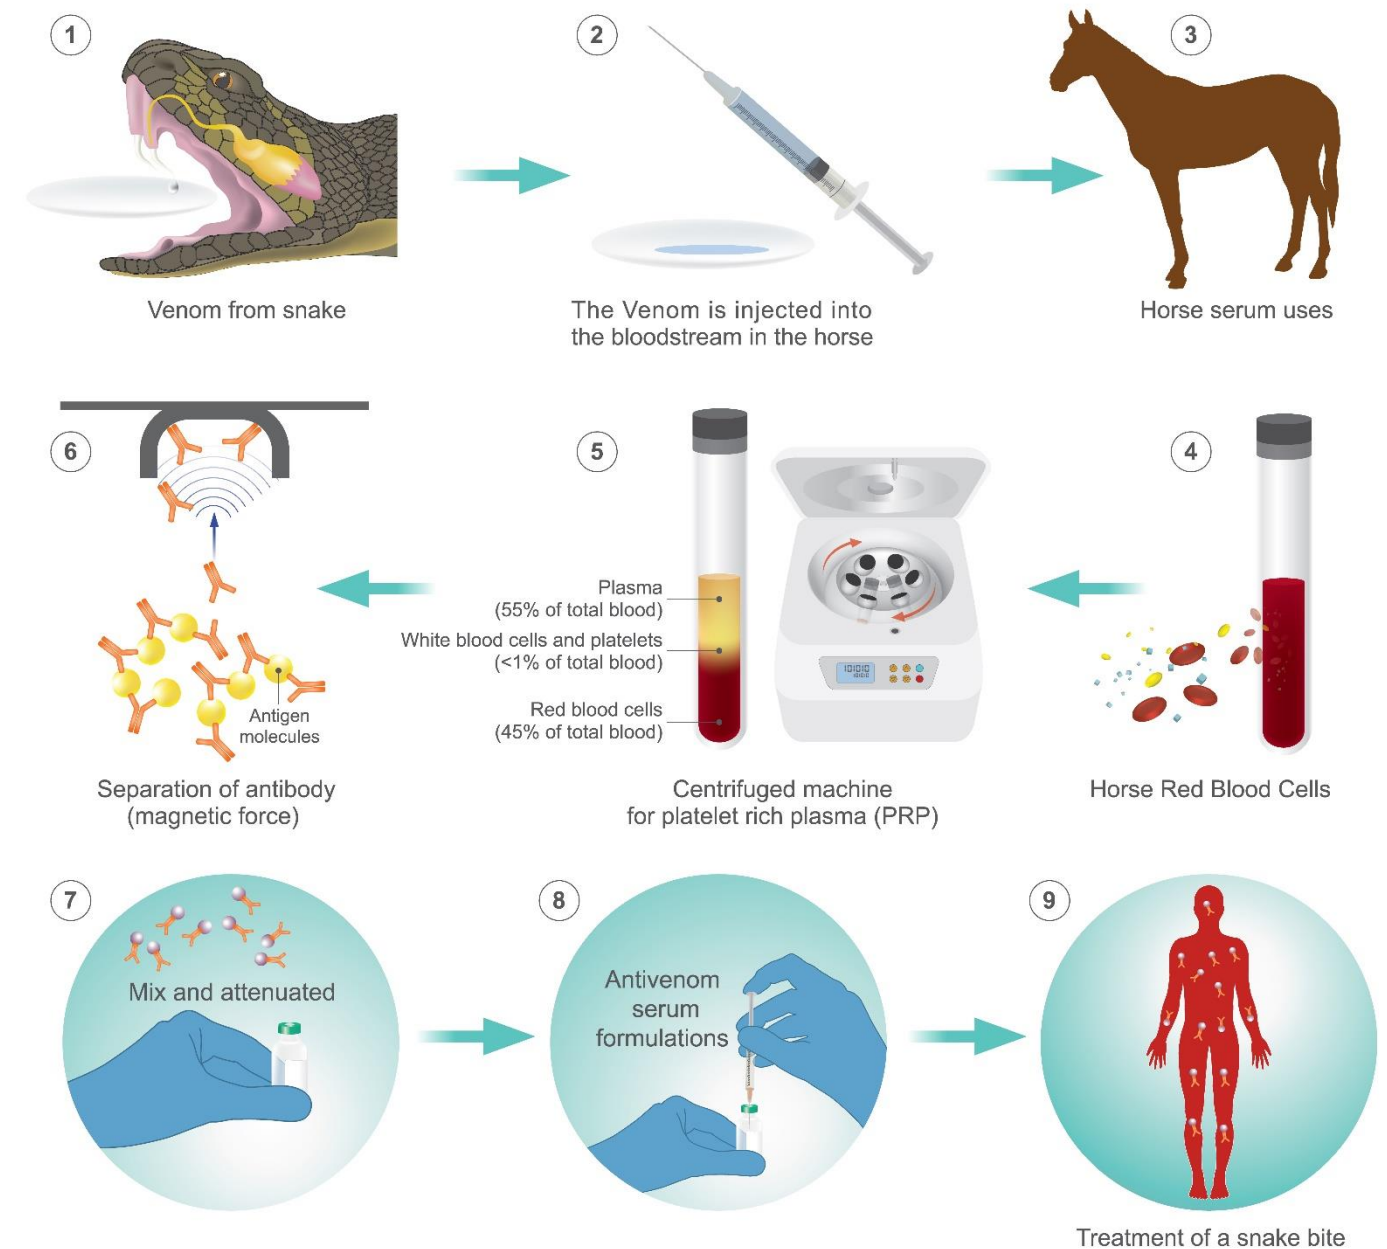 1
Venom from snake
2
The Venom is injected into
the bloodstream in the horse
3
Horse serum uses
4
Horse Red Blood Cells
5
Plasma
(55% of total blood)
White blood cells and platelets
(<1% of total blood)
Red blood cells
(45% of total blood)
101010
101010
Centrifuged machine
for platelet rich plasma (PRP)
6
Antigen
molecules
Separation of antibody
(magnetic force)
7
Mix and attenuated
8
Antivenom
serum
formulations
9
Treatment of a snake bite